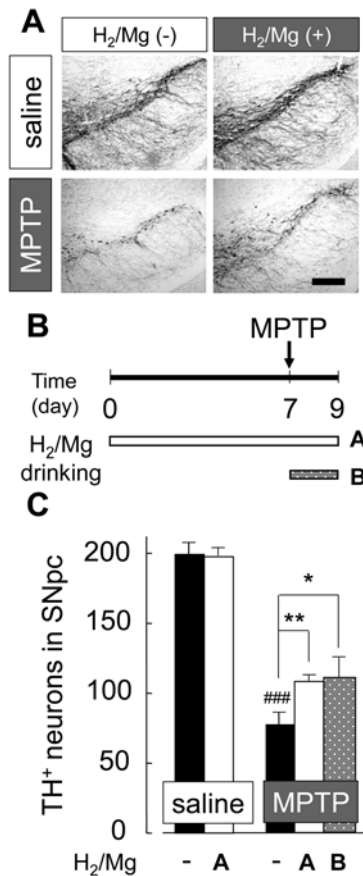 A
H₂/Mg (-) H₂/Mg (+)
saline
MPTP
B
MPTP
Time
(day)
0 7 9
H₂/Mg
drinking
A
B
C
TH⁺ neurons in SNpc
200
150
100
50
0
*
**
###
saline MPTP
H₂/Mg - A - A B